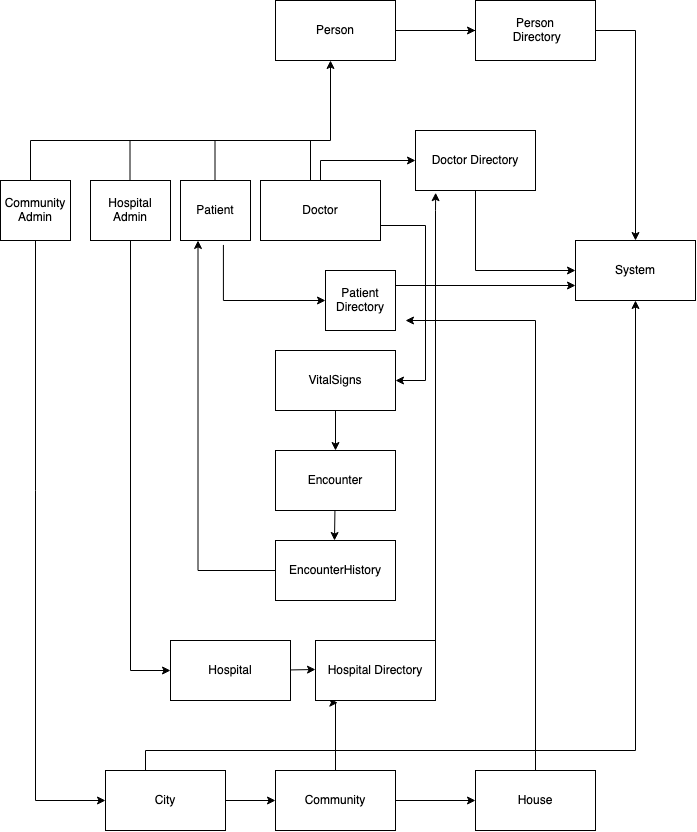 Person
Person
Directory
Doctor Directory
Community
Admin
Hospital
Admin
Patient
Doctor
System
Patient
Directory
VitalSigns
Encounter
EncounterHistory
Hospital
Hospital Directory
City
Community
House